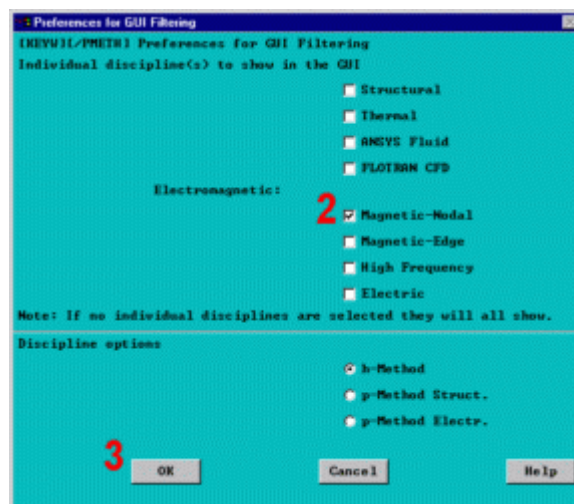 Preferences for GUI Filtering
[KEYW][/PMETH] Preferences for GUI Filtering
Individual discipline(s) to show in the GUI
Structural
Thermal
ANSYS Fluid
FLOTRAN CFD
Electromagnetic:
2 Magnetic-Nodal
Magnetic-Edge
High Frequency
Electric
Note: If no individual disciplines are selected they will all show.
Discipline options
h-Method
p-Method Struct.
p-Method Electr.
3 OK Cancel Help